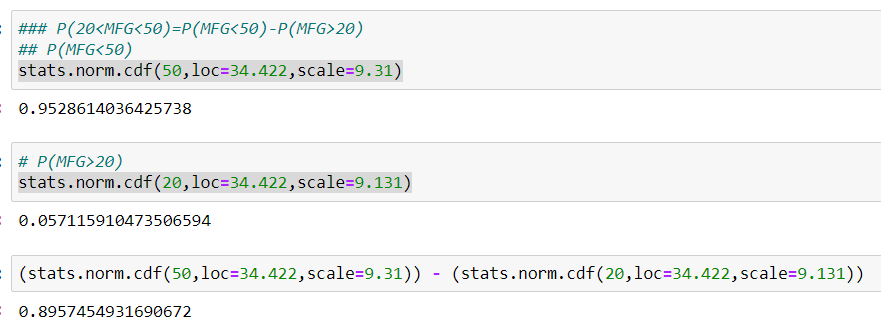 ### P(20<MFG<50)=P(MFG<50)-P(MFG>20)
## P(MFG<50)
stats.norm.cdf(50,loc=34.422,scale=9.31)
0.9528614036425738
# P(MFG>20)
stats.norm.cdf(20,loc=34.422,scale=9.131)
0.057115910473506594
(stats.norm.cdf(50,loc=34.422,scale=9.31)) - (stats.norm.cdf(20,loc=34.422,scale=9.131))
0.8957454931690672